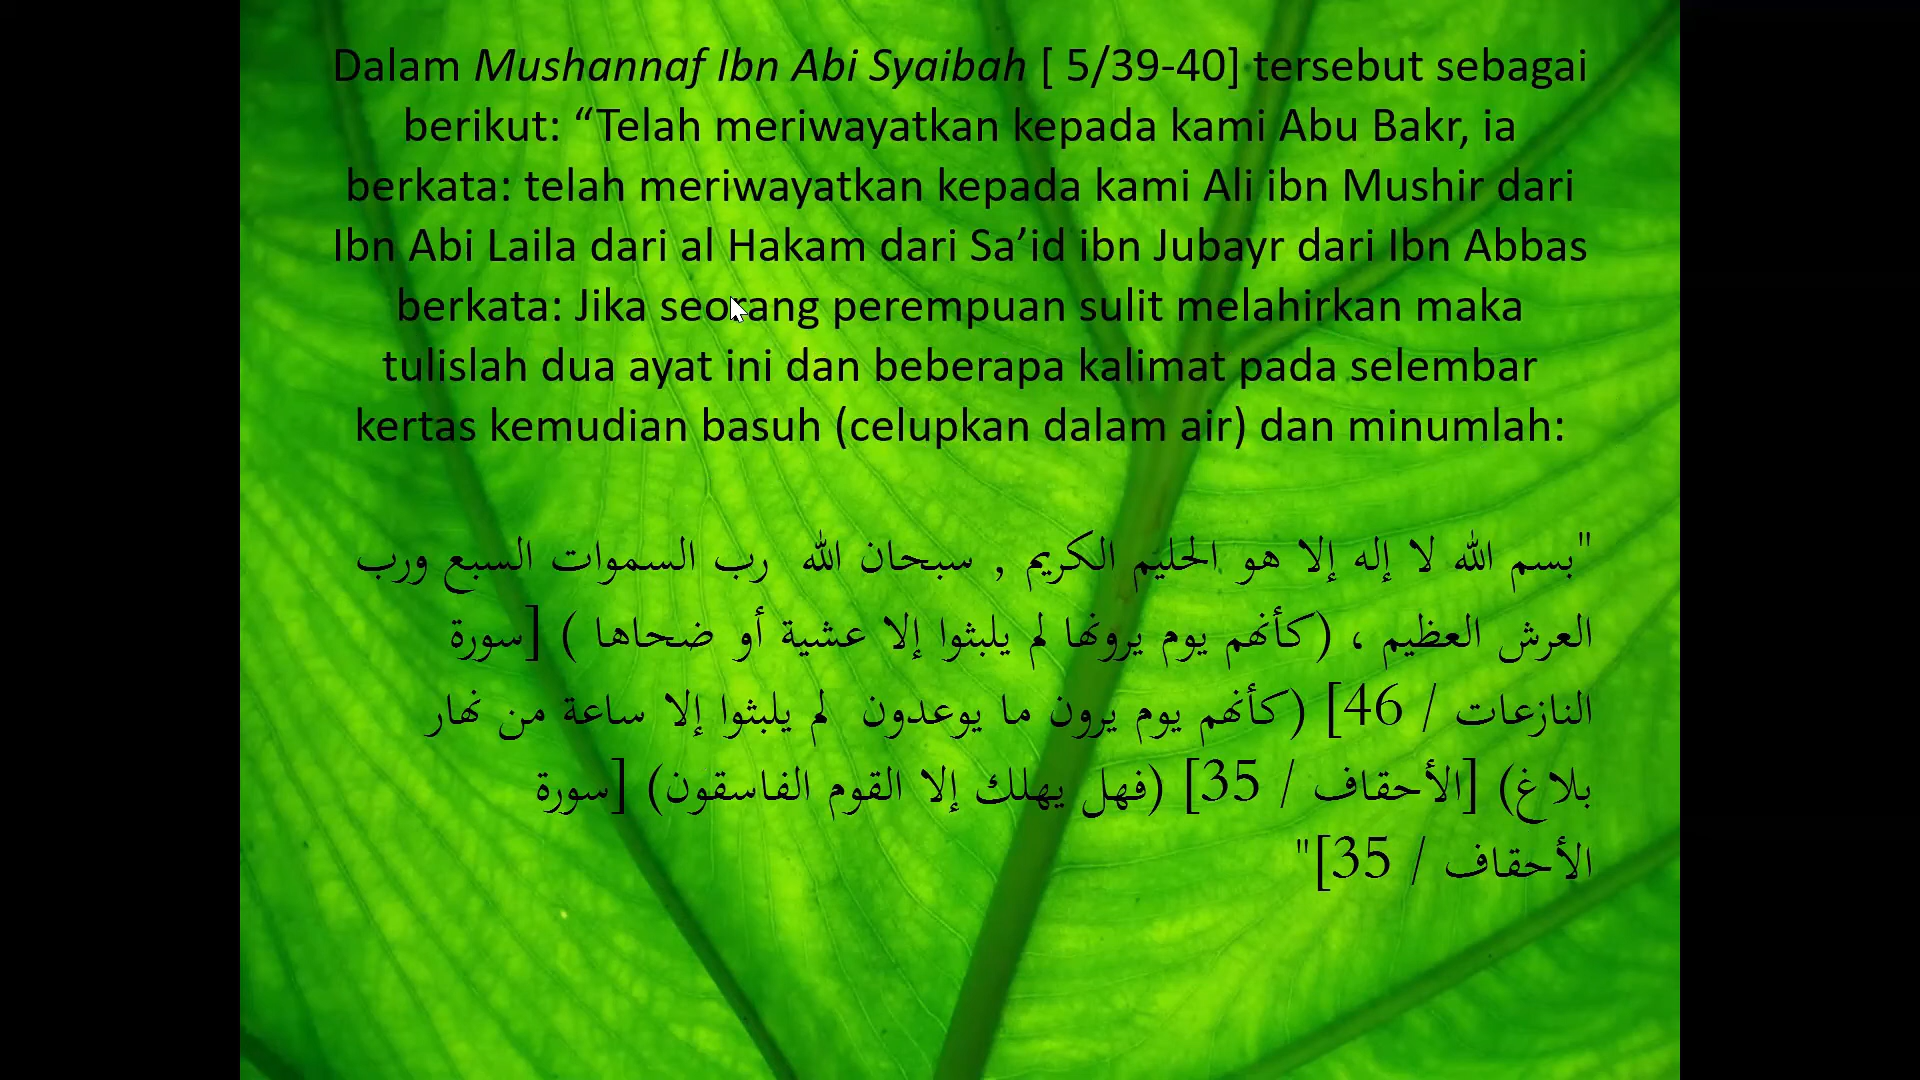 Dalam Mushannaf Ibn Abi Syaibah [ 5/39-40] tersebut sebagai
berikut: “Telah meriwayatkan kepada kami Abu Bakr, ia
berkata: telah meriwayatkan kepada kami Ali ibn Mushir dari
Ibn Abi Laila dari al Hakam dari Sa’id ibn Jubayr dari Ibn Abbas
berkata: Jika seorang perempuan sulit melahirkan maka
tulislah dua ayat ini dan beberapa kalimat pada selembar
kertas kemudian basuh (celupkan dalam air) dan minumlah:
"بسم الله لا إله إلا هو الحليم الكريم , سبحان الله رب السموات السبع ورب
العرش العظيم ، (كأنهم يوم يرونها لم يلبثوا إلا عشية أو ضحاها ) [سورة
النازعات / 46] (كأنهم يوم يرون ما يوعدون لم يلبثوا إلا ساعة من نهار
بلاغ) [الأحقاف / 35] (فهل يهلك إلا القوم الفاسقون) [سورة
الأحقاف / 35]"